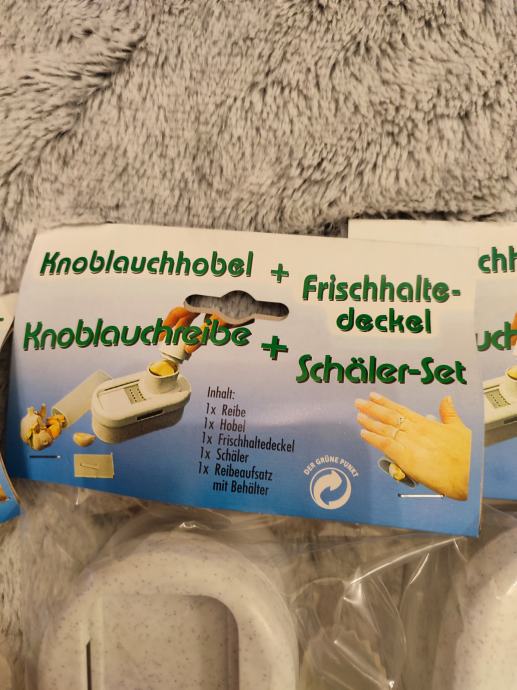 Knoblauchhobel +
Frischhalte-
deckel
Knoblauchreibe +
Schäler-Set
Inhalt:
1x Reibe
1x Hobel
1x Frischhaltedeckel
1x Schäler
1x Reibeaufsatz
mit Behälter
DER GRÜNE PUNKT